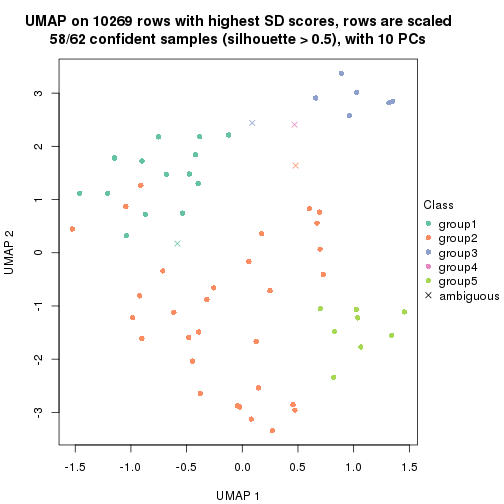 UMAP on 10269 rows with highest SD scores, rows are scaled
58/62 confident samples (silhouette > 0.5), with 10 PCs
3
2
1
0
-1
-2
-3
UMAP 2
-1.5 -1.0 -0.5 0.0 0.5 1.0 1.5
UMAP 1
Class
group1
group2
group3
group4
group5
ambiguous